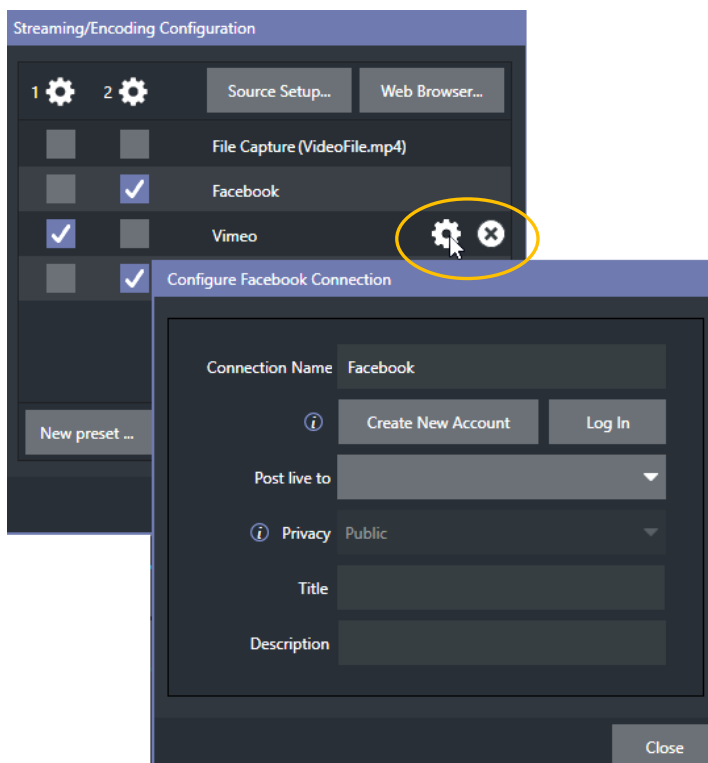 Streaming/Encoding Configuration
1 2 Source Setup... Web Browser...
File Capture (VideoFile.mp4)
Facebook
Vimeo
Configure Facebook Connection
Connection Name Facebook
i Create New Account Log In
New preset ...
Post live to
i Privacy Public
Title
Description
Close